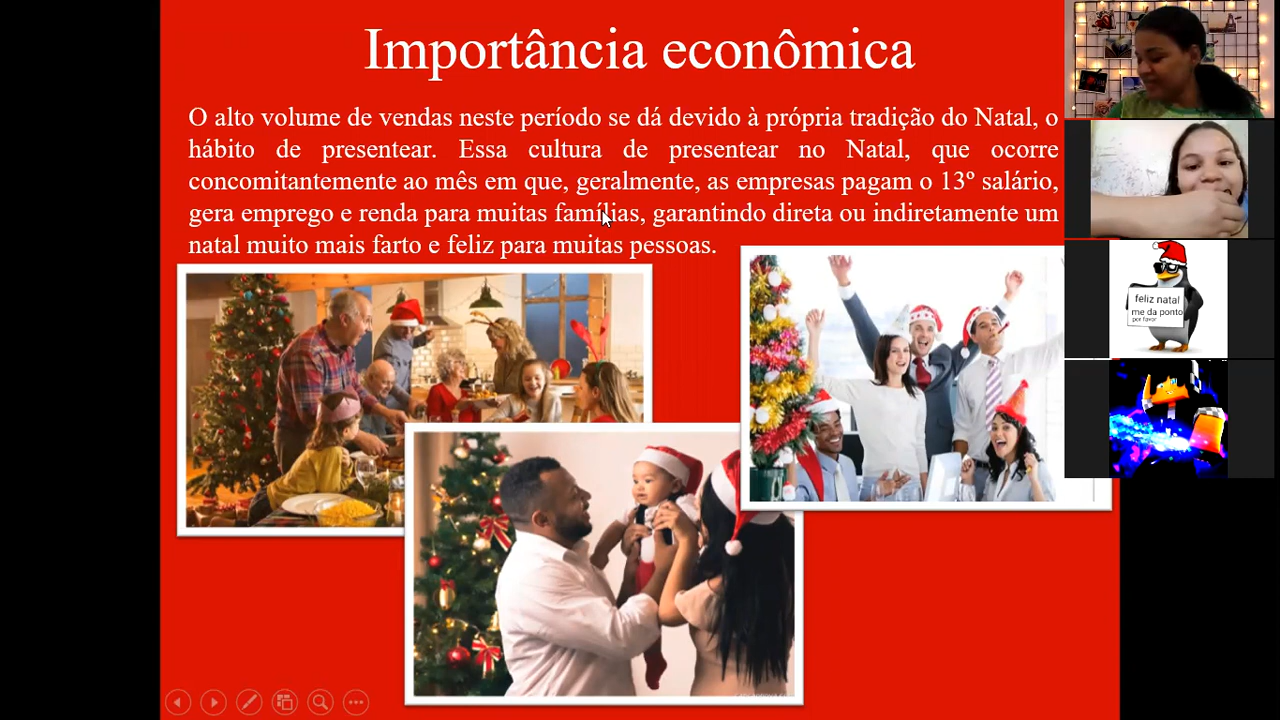 Importância econômica
O alto volume de vendas neste período se dá devido à própria tradição do Natal, o
hábito de presentear. Essa cultura de presentear no Natal, que ocorre
concomitantemente ao mês em que, geralmente, as empresas pagam o 13º salário,
gera emprego e renda para muitas famílias, garantindo direta ou indiretamente um
natal muito mais farto e feliz para muitas pessoas.
feliz natal
me da ponto
por favor